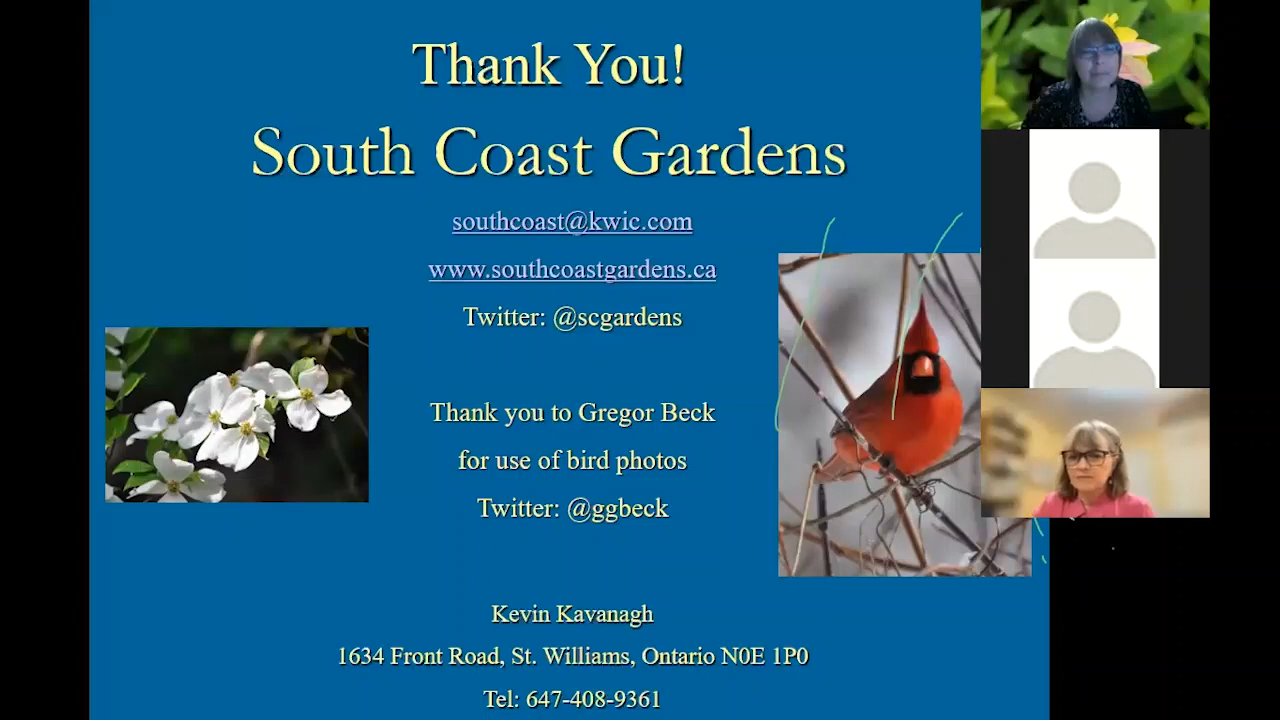 Thank You!
South Coast Gardens
southcoast@kwic.com
www.southcoastgardens.ca
Twitter: @scgardens
Thank you to Gregor Beck
for use of bird photos
Twitter: @ggbeck
Kevin Kavanagh
1634 Front Road, St. Williams, Ontario N0E 1P0
Tel: 647-408-9361